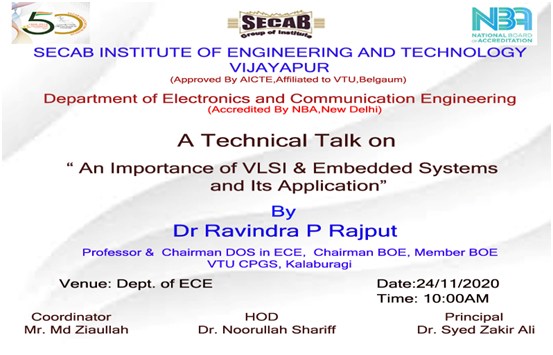 50
SECAB
Group of Institute
NBA
NATIONAL BOARD
of ACCREDITATION
SECAB INSTITUTE OF ENGINEERING AND TECHNOLOGY
VIJAYAPUR
(Approved By AICTE,Affiliated to VTU,Belgaum)
Department of Electronics and Communication Engineering
(Accredited By NBA,New Delhi)
A Technical Talk on
“ An Importance of VLSI & Embedded Systems
and Its Application”
By
Dr Ravindra P Rajput
Professor & Chairman DOS in ECE, Chairman BOE, Member BOE
VTU CPGS, Kalaburagi
Venue: Dept. of ECE Date:24/11/2020
Time: 10:00AM
Coordinator HOD Principal
Mr. Md Ziaullah Dr. Noorullah Shariff Dr. Syed Zakir Ali